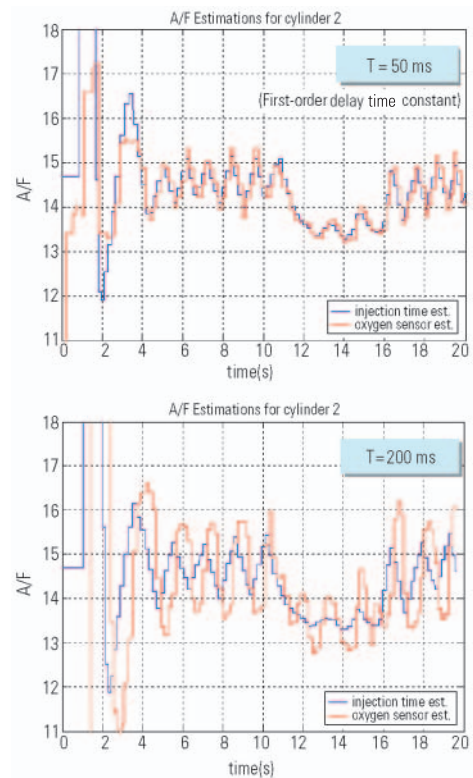 A/F Estimations for cylinder 2
T = 50 ms
(First-order delay time constant)
A/F
18
17
16
15
14
13
12
11
injection time est.
oxygen sensor est.
0 2 4 6 8 10 12 14 16 18 20
time(s)
A/F Estimations for cylinder 2
T=200 ms
A/F
18
17
16
15
14
13
12
11
injection time est.
oxygen sensor est.
0 2 4 6 8 10 12 14 16 18 20
time(s)